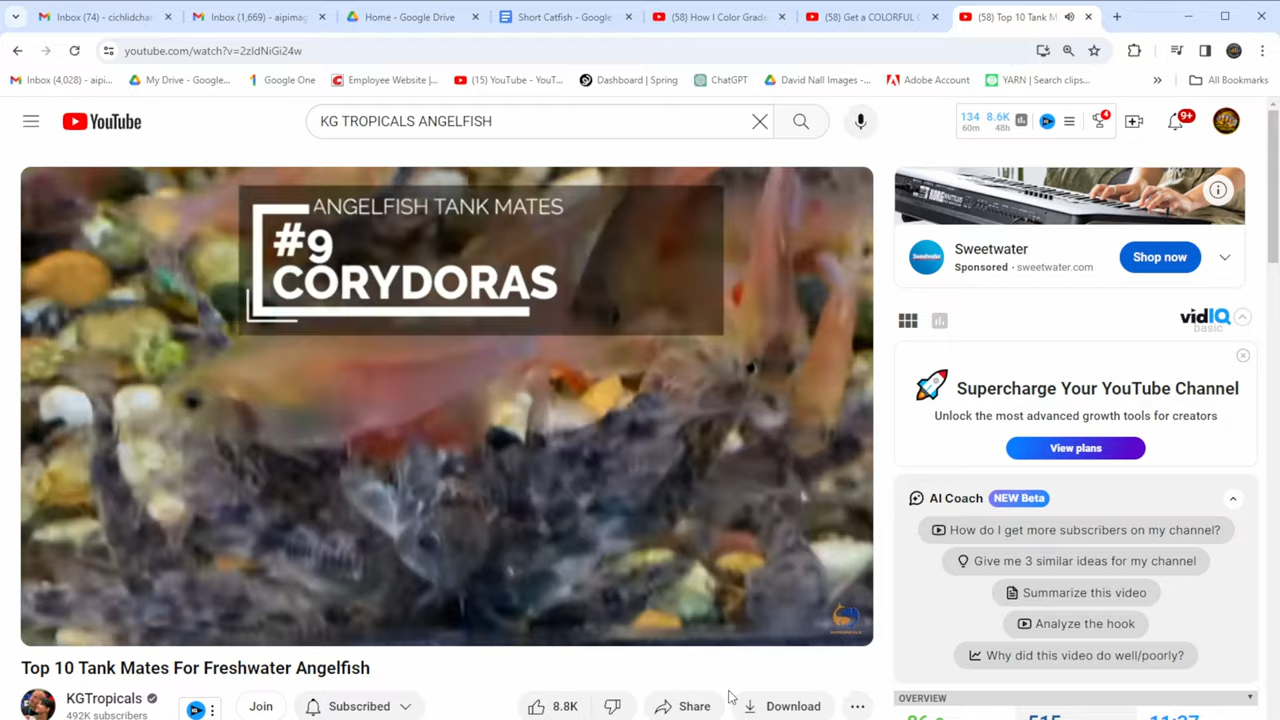 Inbox (74) - cichlidchar
Inbox (1,669) - aipimag
Home - Google Drive
Short Catfish - Google
(58) How I Color Grade
(58) Get a COLORFUL
(58) Top 10 Tank M
youtube.com/watch?v=2zIdNiGi24w
Inbox (4,028) - aipi...
My Drive - Google...
Google One
Employee Website |...
(15) YouTube - YouT...
Dashboard | Spring
ChatGPT
David Nall Images -...
Adobe Account
YARN | Search clips...
All Bookmarks
YouTube
KG TROPICALS ANGELFISH
134 8.6K
60m 48h
4
9+
ANGELFISH TANK MATES
#9
CORYDORAS
Sweetwater
Sweetwater
Sponsored · sweetwater.com
Shop now
vidIQ
basic
Supercharge Your YouTube Channel
Unlock the most advanced growth tools for creators
View plans
AI Coach NEW Beta
How do I get more subscribers on my channel?
Give me 3 similar ideas for my channel
Summarize this video
Analyze the hook
Why did this video do well/poorly?
OVERVIEW
Top 10 Tank Mates For Freshwater Angelfish
KGTropicals
492K subscribers
Join
Subscribed
8.8K
Share
Download